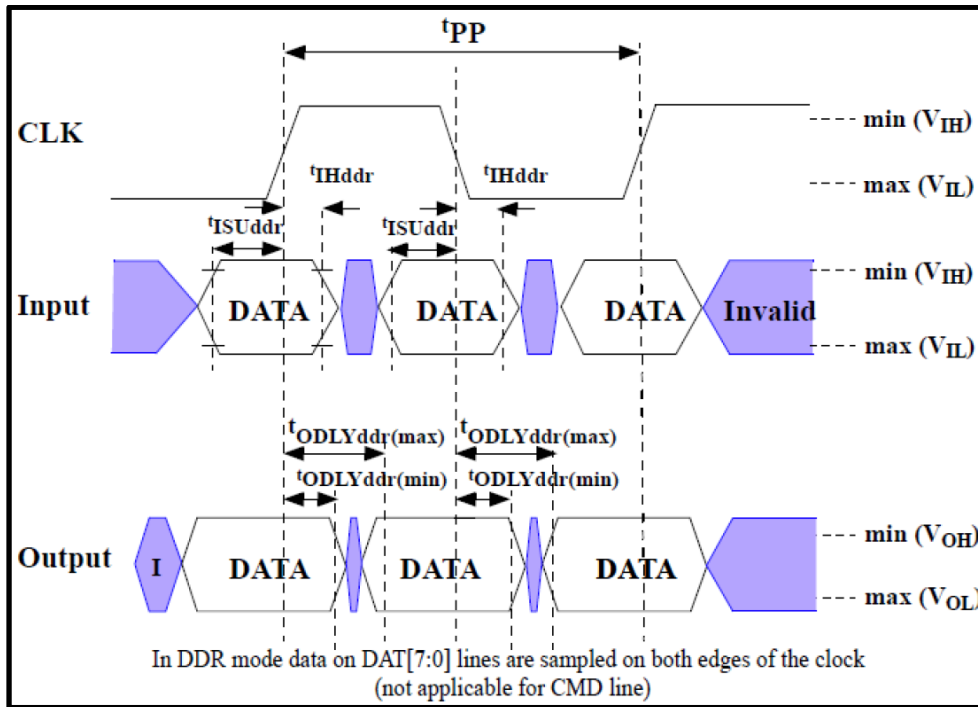 tPP
CLK
min (VIH)
tIHddr
tIHddr
max (VIL)
tISUddr
tISUddr
min (VIH)
Input
DATA
DATA
DATA
Invalid
max (VIL)
tODLYddr(max)
tODLYddr(max)
tODLYddr(min)
tODLYddr(min)
min (VOH)
Output
I
DATA
DATA
DATA
max (VOL)
In DDR mode data on DAT[7:0] lines are sampled on both edges of the clock
(not applicable for CMD line)